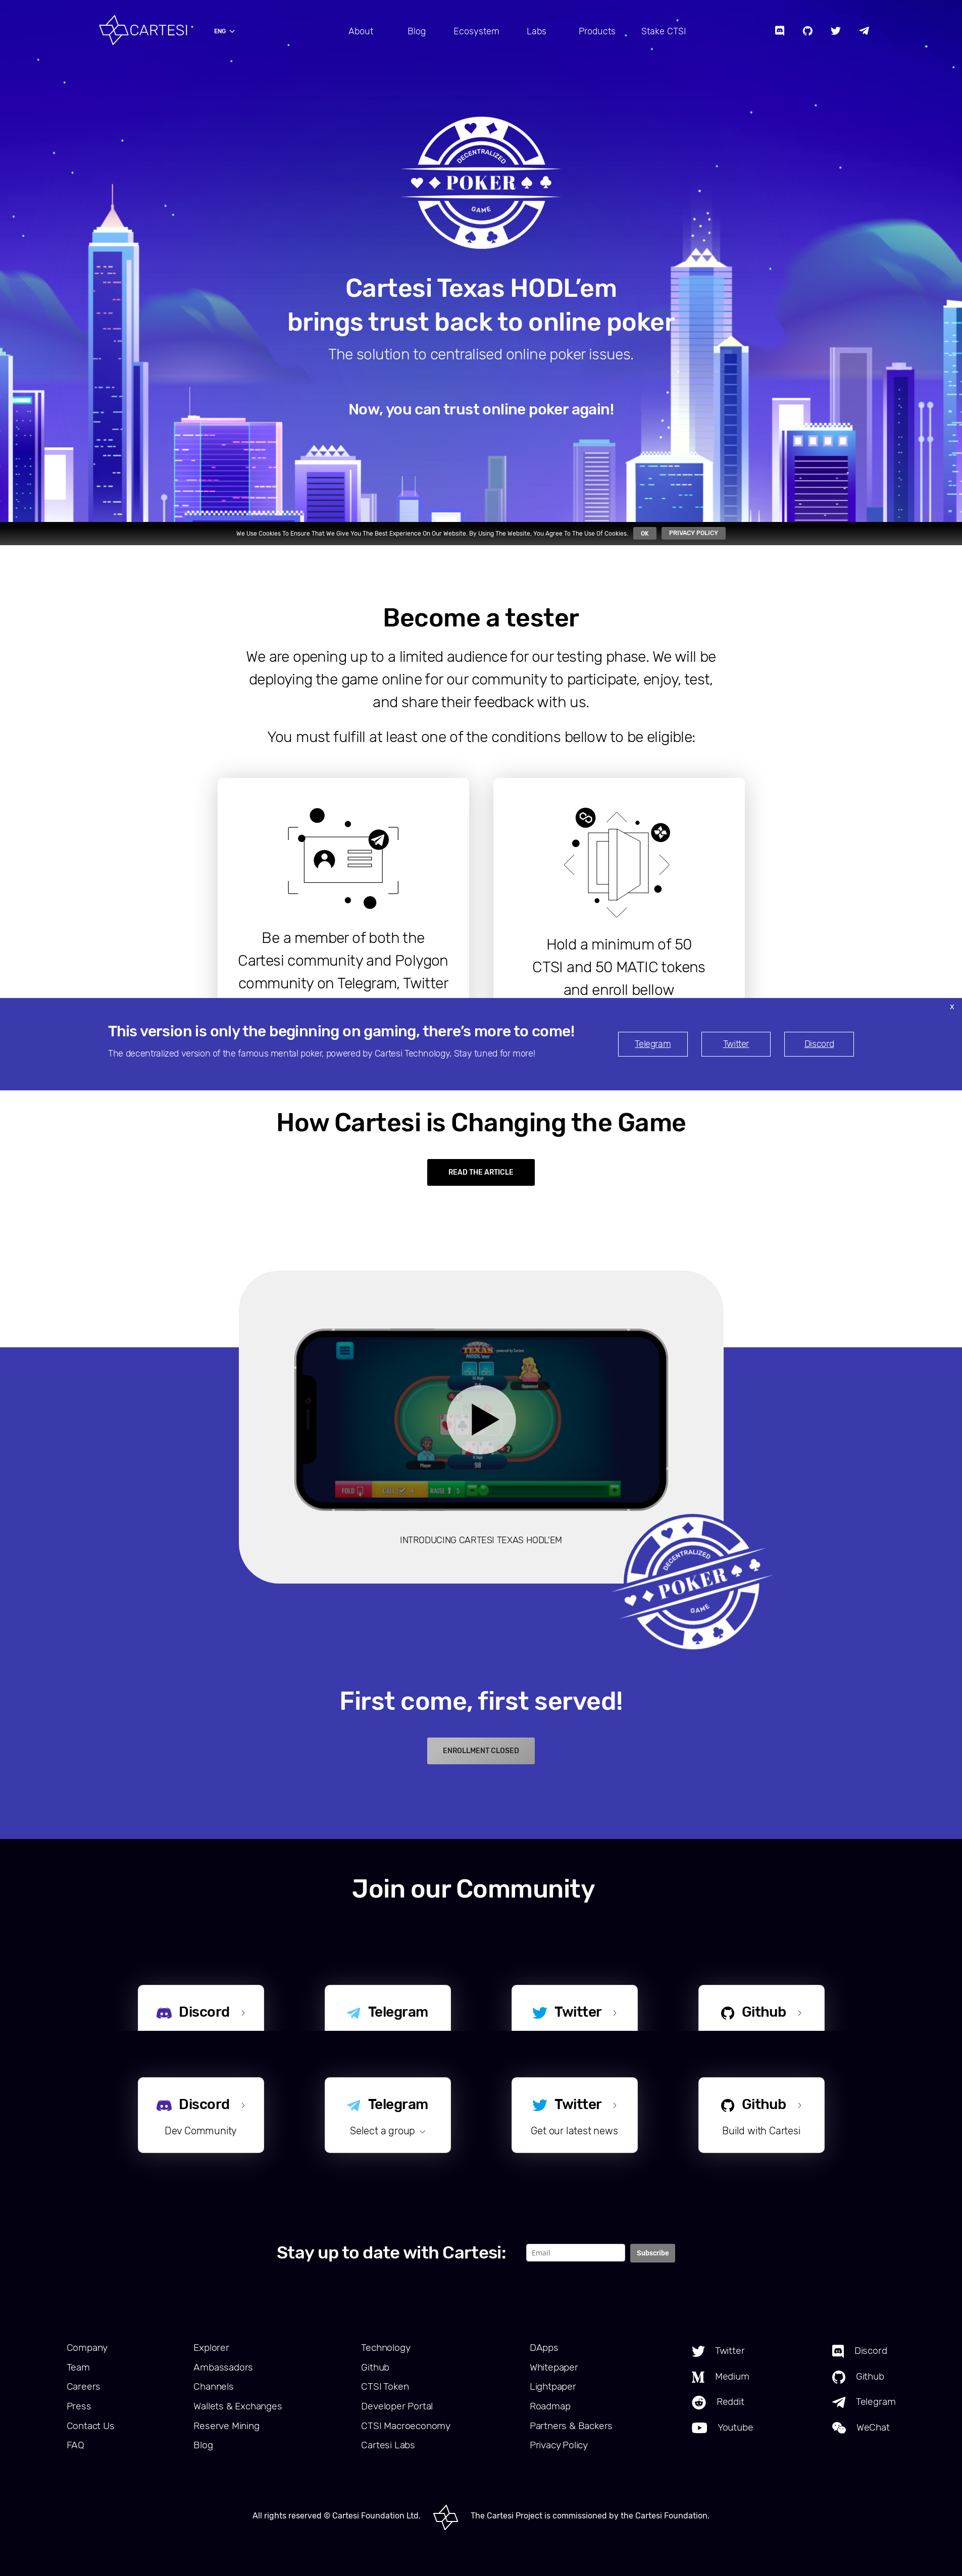 CARTESI
ENG
About
Blog
Ecosystem
Labs
Products
Stake CTSI
DECENTRALIZED
POKER
GAME
Cartesi Texas HODL’em
brings trust back to online poker
The solution to centralised online poker issues.
Now, you can trust online poker again!
We Use Cookies To Ensure That We Give You The Best Experience On Our Website. By Using The Website, You Agree To The Use Of Cookies.
OK
PRIVACY POLICY
Become a tester
We are opening up to a limited audience for our testing phase. We will be
deploying the game online for our community to participate, enjoy, test,
and share their feedback with us.
You must fulfill at least one of the conditions bellow to be eligible:
Be a member of both the
Cartesi community and Polygon
community on Telegram, Twitter
Hold a minimum of 50
CTSI and 50 MATIC tokens
and enroll bellow
x
This version is only the beginning on gaming, there’s more to come!
The decentralized version of the famous mental poker, powered by Cartesi Technology. Stay tuned for more!
Telegram
Twitter
Discord
How Cartesi is Changing the Game
READ THE ARTICLE
TEXAS
Opponent
Player
98
FOLD
CALL
RAISE
INTRODUCING CARTESI TEXAS HODL’EM
DECENTRALIZED
POKER
GAME
First come, first served!
ENROLLMENT CLOSED
Join our Community
Discord
Telegram
Twitter
Github
Discord
Dev Community
Telegram
Select a group
Twitter
Get our latest news
Github
Build with Cartesi
Stay up to date with Cartesi:
Email
Subscribe
Company
Team
Careers
Press
Contact Us
FAQ
Explorer
Ambassadors
Channels
Wallets & Exchanges
Reserve Mining
Blog
Technology
Github
CTSI Token
Developer Portal
CTSI Macroeconomy
Cartesi Labs
DApps
Whitepaper
Lightpaper
Roadmap
Partners & Backers
Privacy Policy
Twitter
Medium
Reddit
Youtube
Discord
Github
Telegram
WeChat
All rights reserved © Cartesi Foundation Ltd.
The Cartesi Project is commissioned by the Cartesi Foundation.